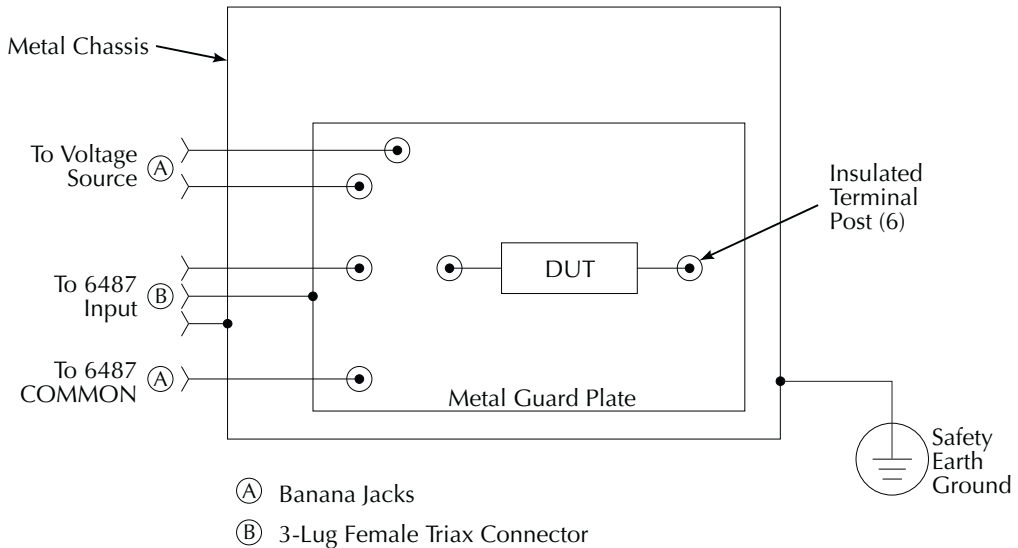 Metal Chassis
To Voltage
Source
A
Insulated
Terminal
Post (6)
DUT
To 6487
Input
B
To 6487
COMMON
A
Metal Guard Plate
Safety
Earth
Ground
A Banana Jacks
B 3-Lug Female Triax Connector